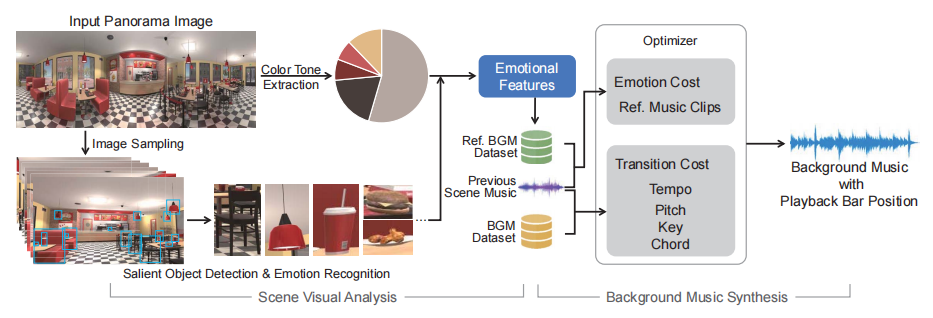 Input Panorama Image
Color Tone
Extraction
Image Sampling
Salient Object Detection & Emotion Recognition
Emotional
Features
Ref. BGM
Dataset
Previous
Scene Music
BGM
Dataset
Optimizer
Emotion Cost
Ref. Music Clips
Transition Cost
Tempo
Pitch
Key
Chord
Background Music
with
Playback Bar Position
Scene Visual Analysis
Background Music Synthesis